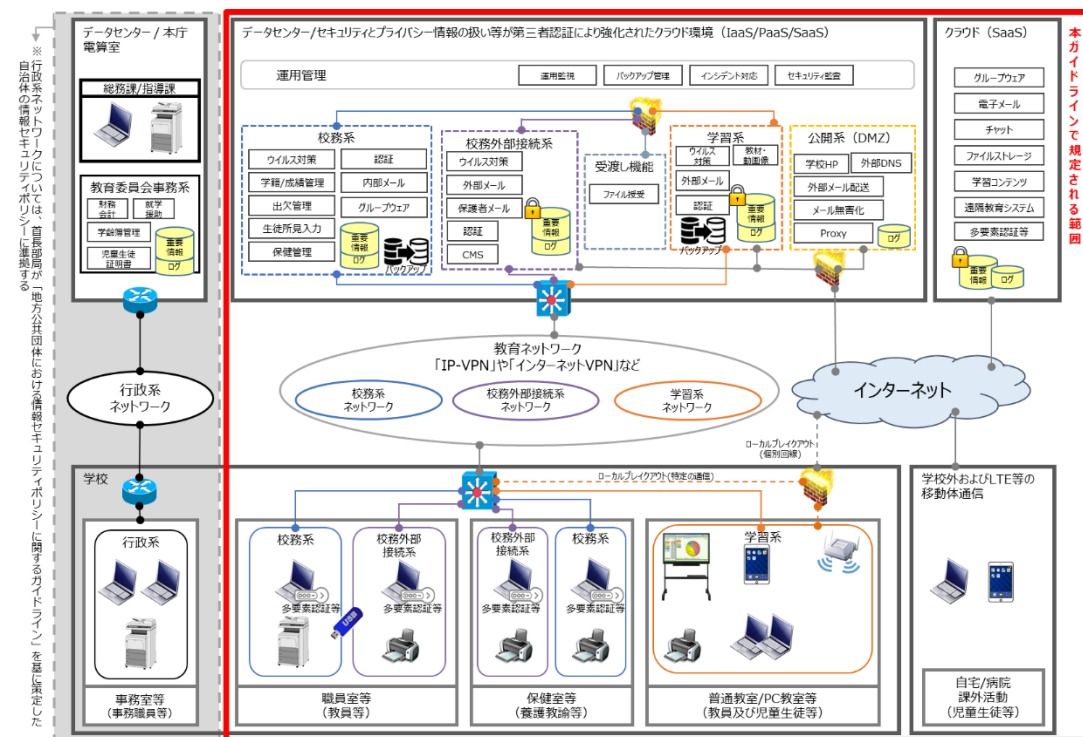 データセンター / 本庁
電算室
総務課/指導課
教育委員会事務系
財務
会計
就学
援助
学齢簿管理
児童生徒
証明書
重要
情報
ログ
※行政系ネットワークについては、首長部局が「地方公共団体における情報セキュリティポリシーに関するガイドライン」を基に策定した
自治体の情報セキュリティポリシーに準拠する
行政系
ネットワーク
データセンター/セキュリティとプライバシー情報の扱い等が第三者認証により強化されたクラウド環境（IaaS/PaaS/SaaS）
運用管理
運用監視
バックアップ管理
インシデント対応
セキュリティ監査
校務系
ウイルス対策
認証
学籍/成績管理
内部メール
出欠管理
グループウェア
生徒所見入力
保健管理
重要
情報
ログ
バックアップ
校務外部接続系
ウイルス対策
外部メール
保護者メール
認証
CMS
重要
情報
ログ
受渡し機能
ファイル授受
学習系
ウイルス
対策
教材・
動画像
外部メール
認証
重要
情報
ログ
バックアップ
公開系（DMZ）
学校HP
外部DNS
外部メール配送
メール無害化
Proxy
ログ
クラウド（SaaS）
グループウェア
電子メール
チャット
ファイルストレージ
学習コンテンツ
遠隔教育システム
多要素認証等
重要
情報
ログ
本ガイドラインで規定される範囲
教育ネットワーク
「IP-VPN」や「インターネットVPN」など
校務系
ネットワーク
校務外部接続系
ネットワーク
学習系
ネットワーク
インターネット
ローカルブレイクアウト
(個別回線)
ローカルブレイクアウト(特定の通信)
学校
行政系
事務室等
（事務職員等）
校務系
多要素認証等
USB
校務外部
接続系
多要素認証等
職員室等
（教員等）
校務外部
接続系
多要素認証等
校務系
多要素認証等
保健室等
（養護教諭等）
学習系
普通教室/PC教室等
（教員及び児童生徒等）
学校外およびLTE等の
移動体通信
自宅/病院
課外活動
（児童生徒等）